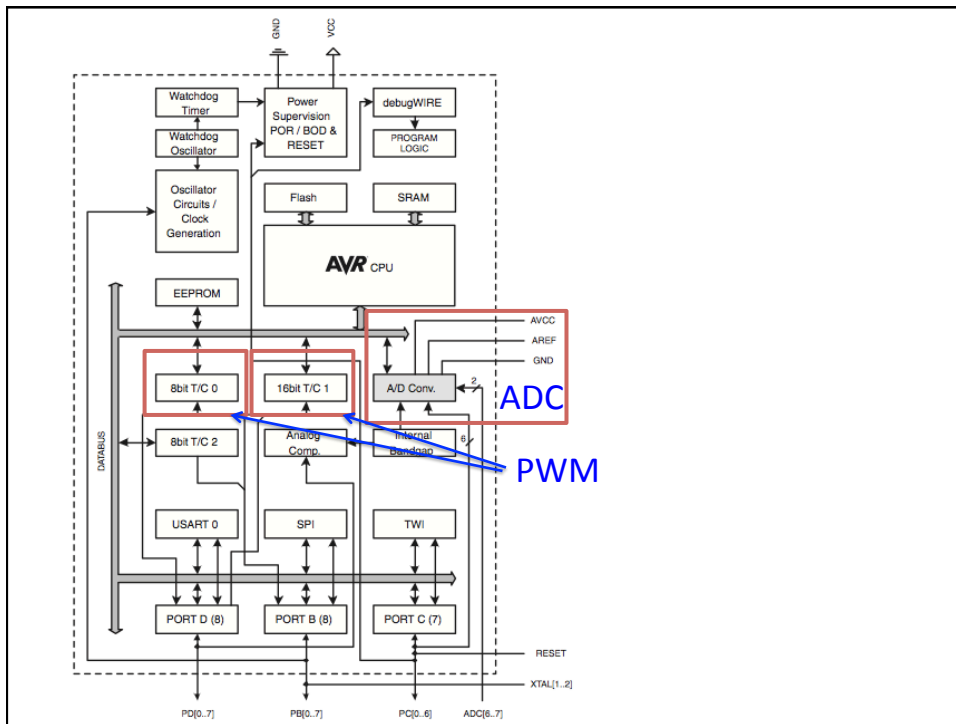 GND
VCC
Watchdog
Timer
Power
Supervision
POR / BOD &
RESET
debugWIRE
Watchdog
Oscillator
PROGRAM
LOGIC
Oscillator
Circuits /
Clock
Generation
Flash
SRAM
AVR CPU
EEPROM
AVCC
AREF
GND
8bit T/C 0
16bit T/C 1
A/D Conv.
2
ADC
DATABUS
8bit T/C 2
Analog
Comp.
Internal
Bandgap
6
PWM
USART 0
SPI
TWI
PORT D (8)
PORT B (8)
PORT C (7)
RESET
XTAL[1..2]
PD[0..7]
PB[0..7]
PC[0..6]
ADC[6..7]